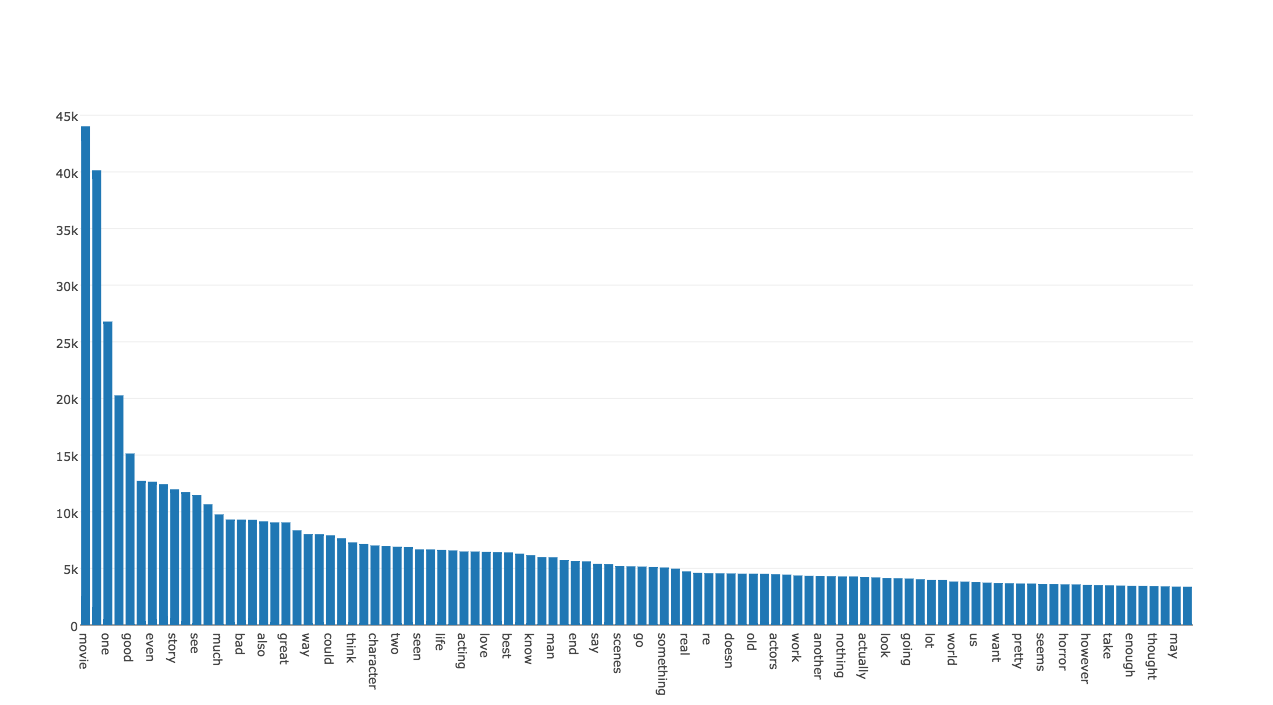 45k
40k
35k
30k
25k
20k
15k
10k
5k
0
movie
one
good
even
story
see
much
bad
also
great
way
could
think
character
two
seen
life
acting
love
best
know
man
end
say
scenes
go
something
real
re
doesn
old
actors
work
another
nothing
actually
look
going
lot
world
us
want
pretty
seems
horror
however
take
enough
thought
may